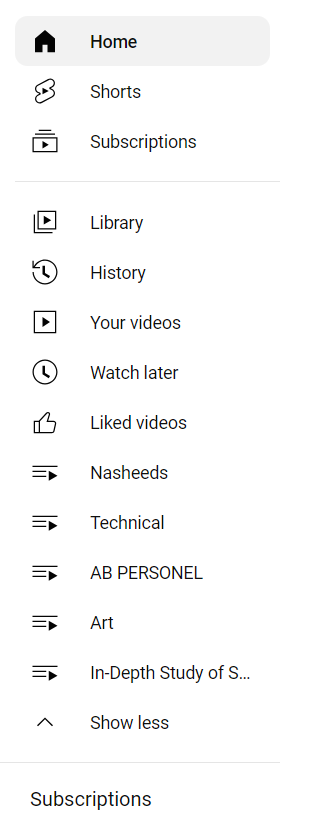 Home
Shorts
Subscriptions
Library
History
Your videos
Watch later
Liked videos
Nasheeds
Technical
AB PERSONEL
Art
In-Depth Study of S...
Show less
Subscriptions